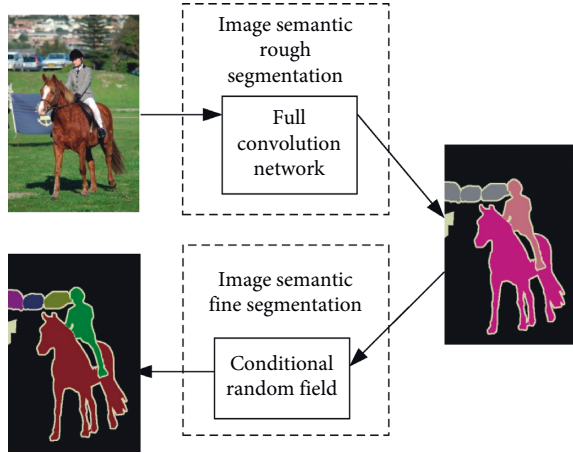 Image semantic
rough
segmentation
Full
convolution
network
Image semantic
fine segmentation
Conditional
random field